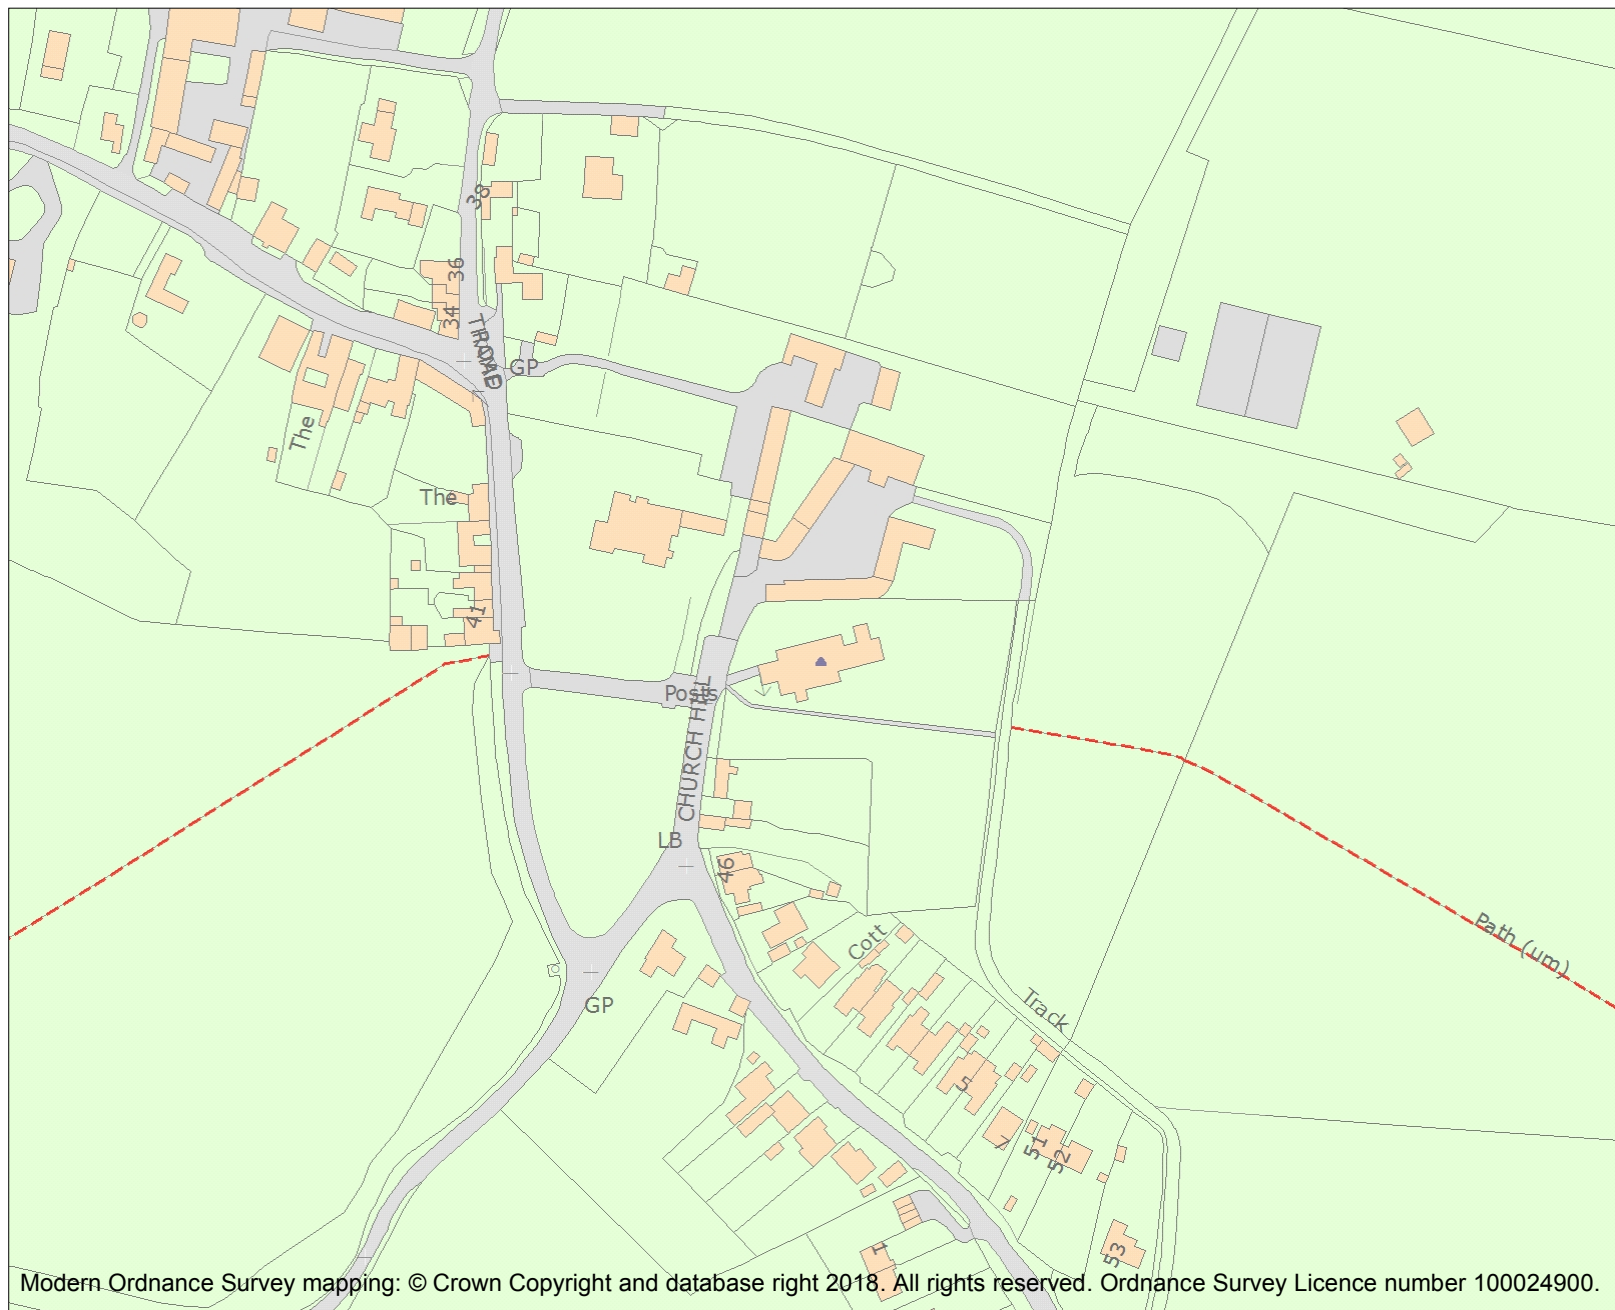 38
36
34
GP
The
The
41
Posts
CHURCH HILL
LB
46
Cott
GP
Track
Path (um)
5
7
51
52
53
1
Modern Ordnance Survey mapping: © Crown Copyright and database right 2018. All rights reserved. Ordnance Survey Licence number 100024900.